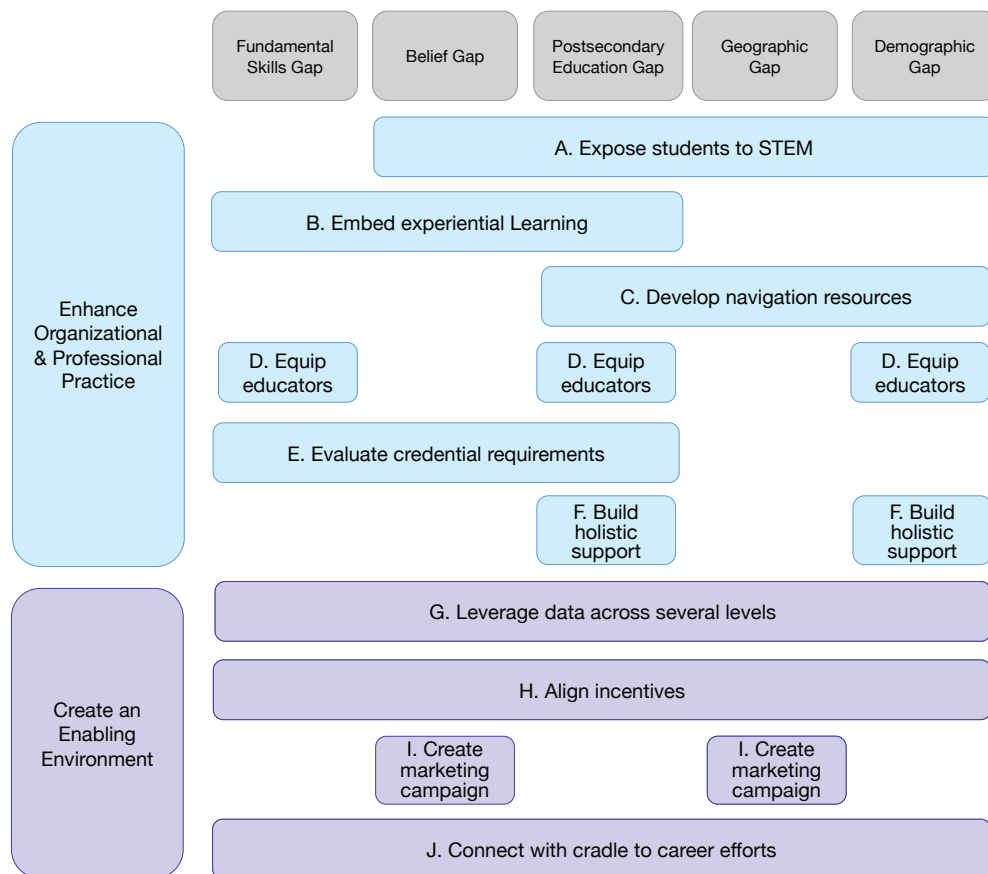 Fundamental
Skills Gap
Belief Gap
Postsecondary
Education Gap
Geographic
Gap
Demographic
Gap
Enhance
Organizational
& Professional
Practice
A. Expose students to STEM
B. Embed experiential Learning
C. Develop navigation resources
D. Equip
educators
D. Equip
educators
D. Equip
educators
E. Evaluate credential requirements
F. Build
holistic
support
F. Build
holistic
support
Create an
Enabling
Environment
G. Leverage data across several levels
H. Align incentives
I. Create
marketing
campaign
I. Create
marketing
campaign
J. Connect with cradle to career efforts